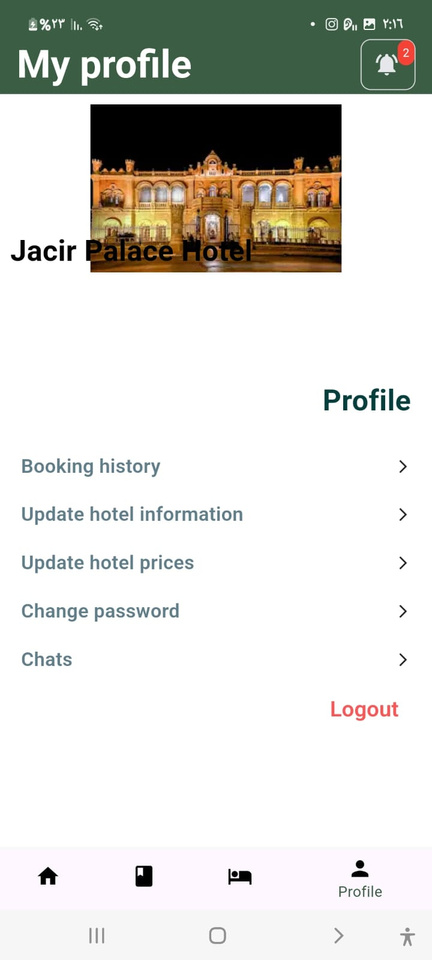 %٢٣ ٢:١٦
My profile
2
Jacir Palace Hotel
Profile
Booking history
Update hotel information
Update hotel prices
Change password
Chats
Logout
Profile